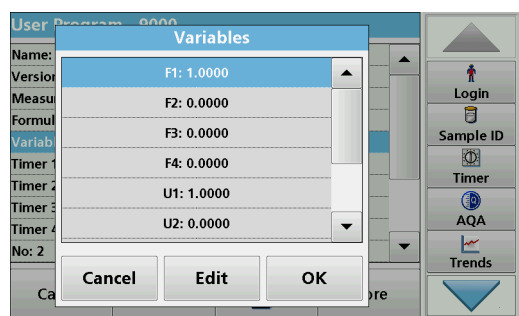 User Program 9000
Variables
Name:
Version
Measu
Formul
Variabl
Timer 1
Timer 2
Timer 3
Timer 4
No: 2
F1: 1.0000
F2: 0.0000
F3: 0.0000
F4: 0.0000
U1: 1.0000
U2: 0.0000
Cancel
Edit
OK
Ca
ore
Login
Sample ID
Timer
AQA
Trends